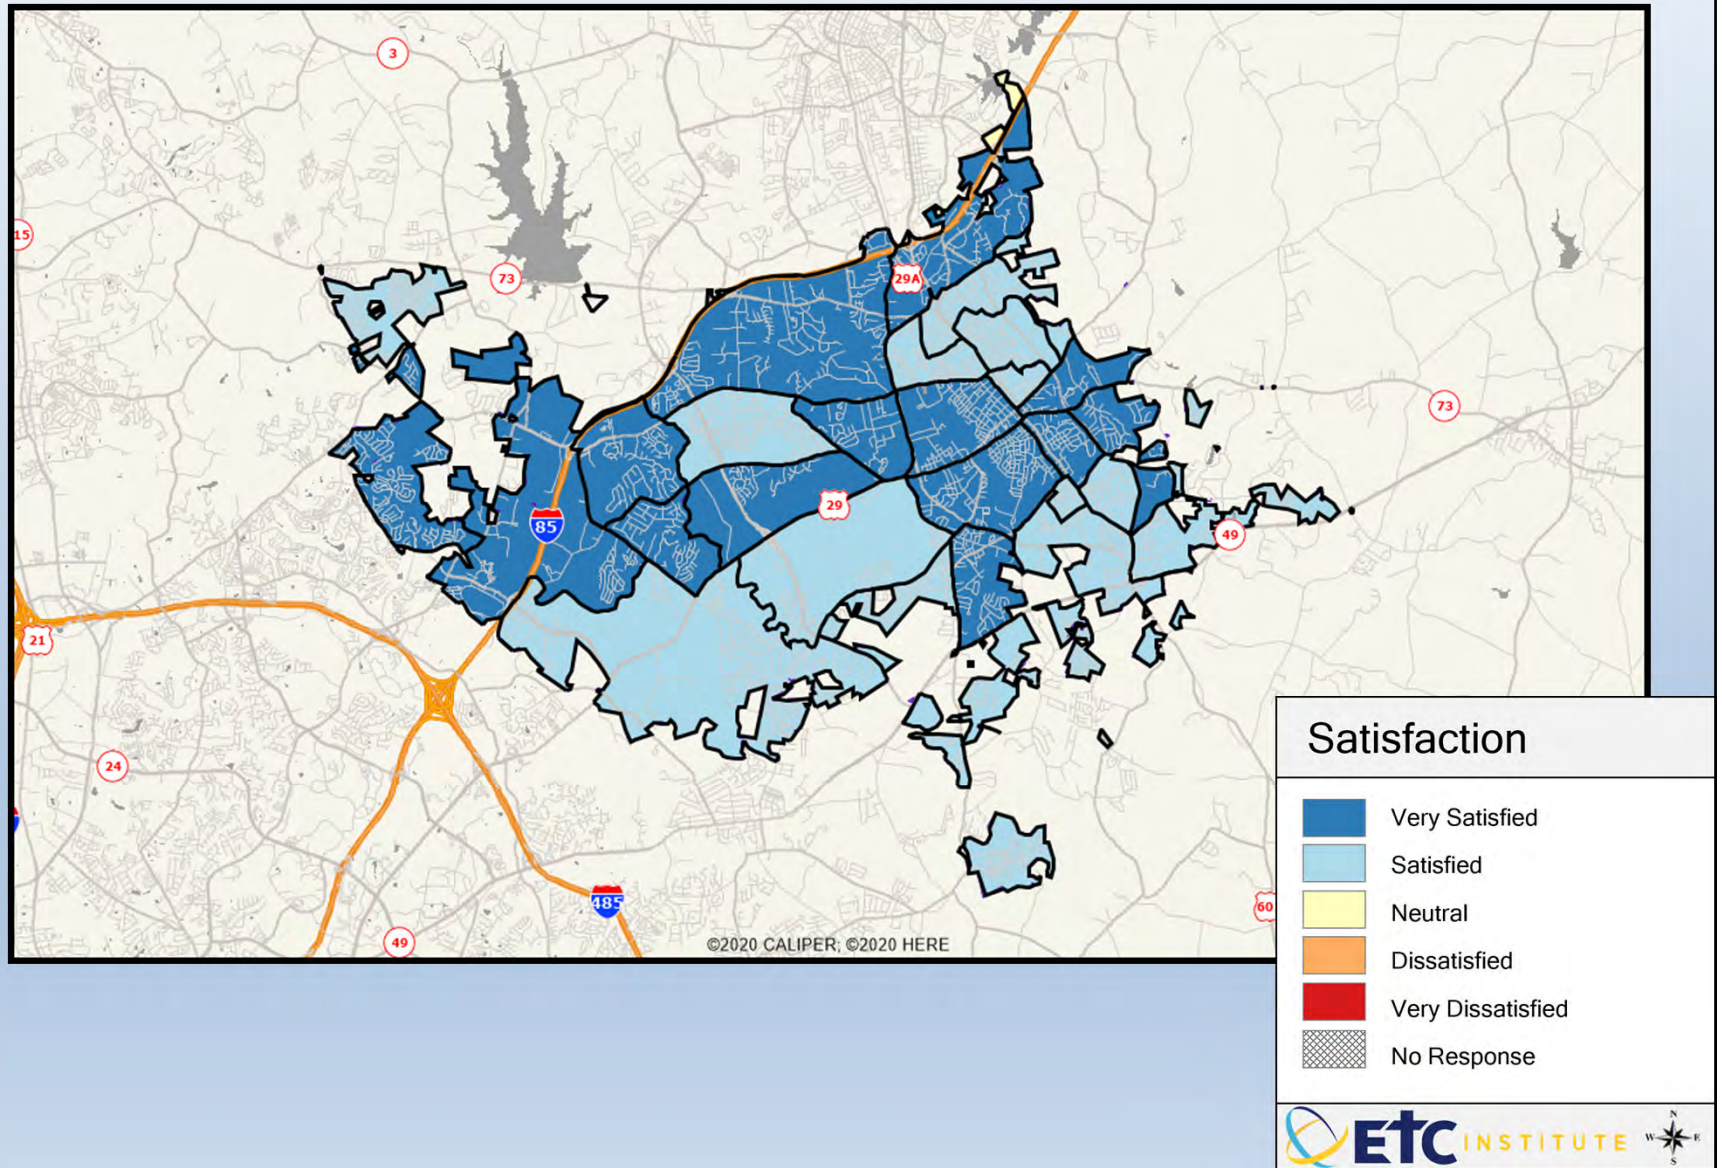 3
15
73
29A
73
29
85
49
21
24
485
60
49
©2020 CALIPER; ©2020 HERE
Satisfaction
Very Satisfied
Satisfied
Neutral
Dissatisfied
Very Dissatisfied
No Response
ETC INSTITUTE
N
W E
S